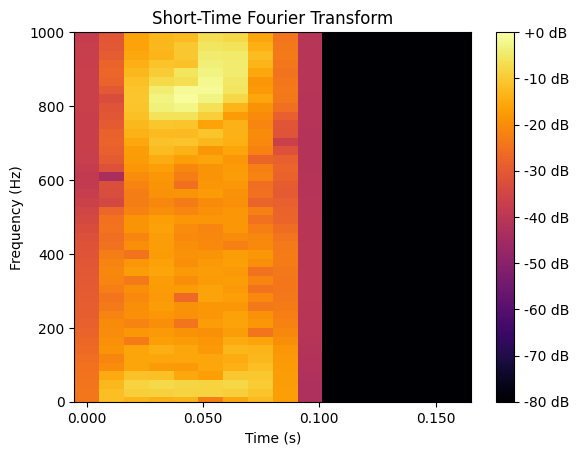 Short-Time Fourier Transform
1000
800
600
400
200
0
Frequency (Hz)
0.000
0.050
0.100
0.150
Time (s)
+0 dB
-10 dB
-20 dB
-30 dB
-40 dB
-50 dB
-60 dB
-70 dB
-80 dB